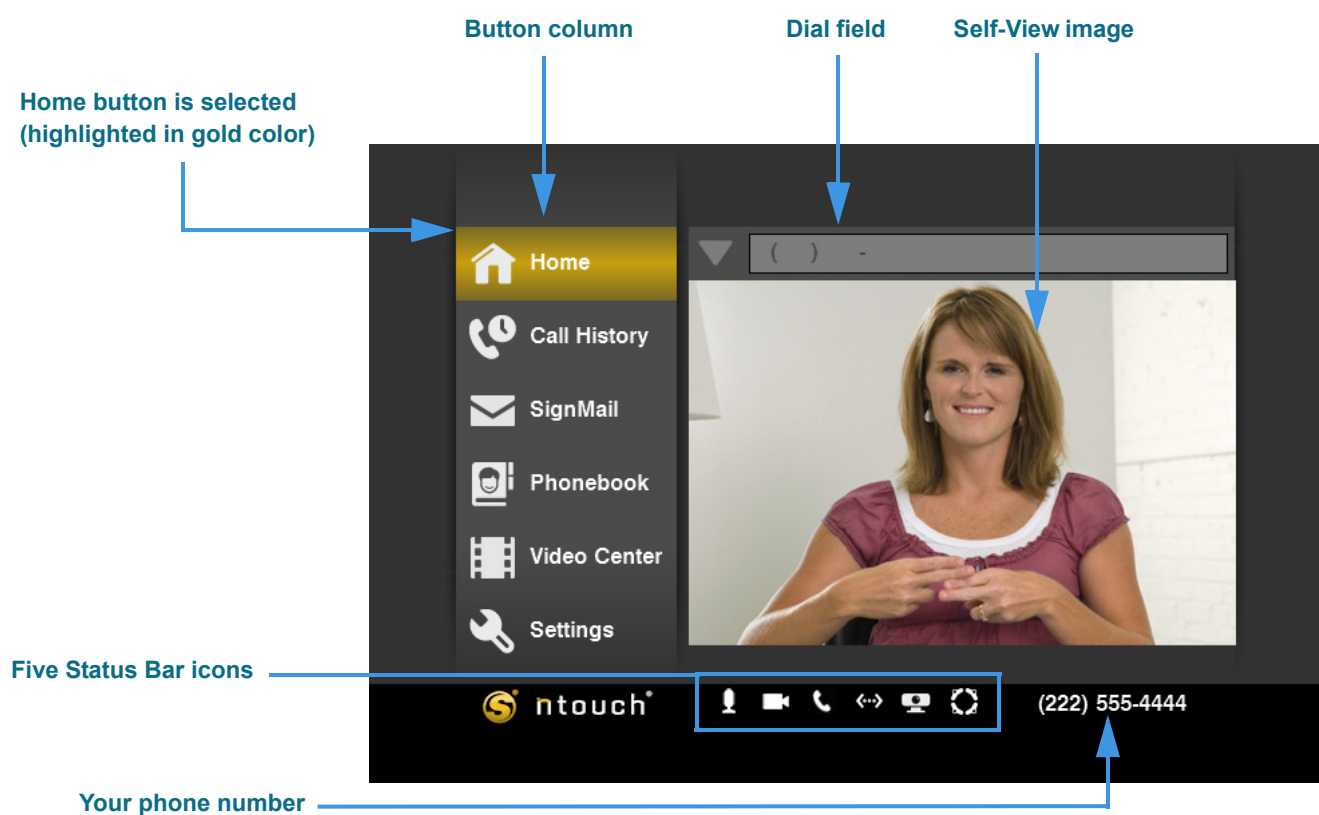 Button column
Dial field
Self-View image
Home button is selected
(highlighted in gold color)
Home
( ) -
Call History
SignMail
Phonebook
Video Center
Settings
Five Status Bar icons
S ntouch®
(222) 555-4444
Your phone number